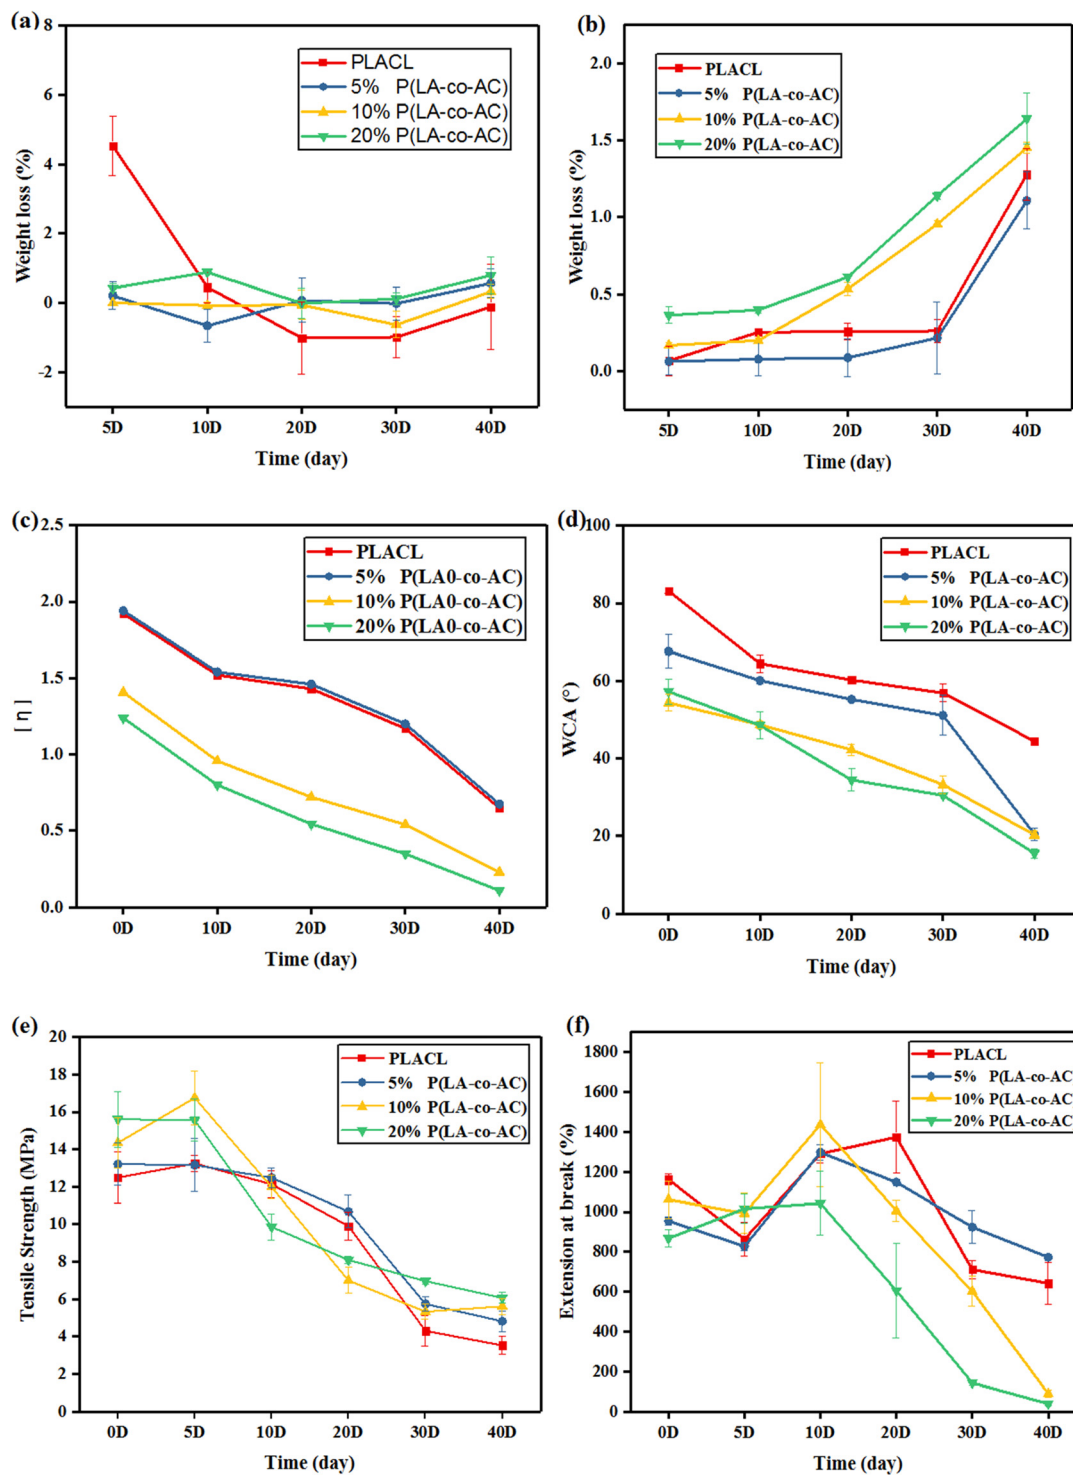 (a)
Weight loss (%)
8
6
4
2
0
-2
PLACL
5% P(LA-co-AC)
10% P(LA-co-AC)
20% P(LA-co-AC)
5D 10D 20D 30D 40D
Time (day)
(b)
Weight loss (%)
2.0
1.5
1.0
0.5
0.0
PLACL
5% P(LA-co-AC)
10% P(LA-co-AC)
20% P(LA-co-AC)
5D 10D 20D 30D 40D
Time (day)
(c)
[ η ]
2.5
2.0
1.5
1.0
0.5
0.0
PLACL
5% P(LA0-co-AC)
10% P(LA0-co-AC)
20% P(LA0-co-AC)
0D 10D 20D 30D 40D
Time (day)
(d)
WCA (°)
100
80
60
40
20
0
PLACL
5% P(LA-co-AC)
10% P(LA-co-AC)
20% P(LA-co-AC)
0D 10D 20D 30D 40D
Time (day)
(e)
Tensile Strength (MPa)
20
18
16
14
12
10
8
6
4
2
0
PLACL
5% P(LA-co-AC)
10% P(LA-co-AC)
20% P(LA-co-AC)
0D 5D 10D 20D 30D 40D
Time (day)
(f)
Extension at break (%)
1800
1600
1400
1200
1000
800
600
400
200
0
PLACL
5% P(LA-co-AC)
10% P(LA-co-AC)
20% P(LA-co-AC)
0D 5D 10D 20D 30D 40D
Time (day)